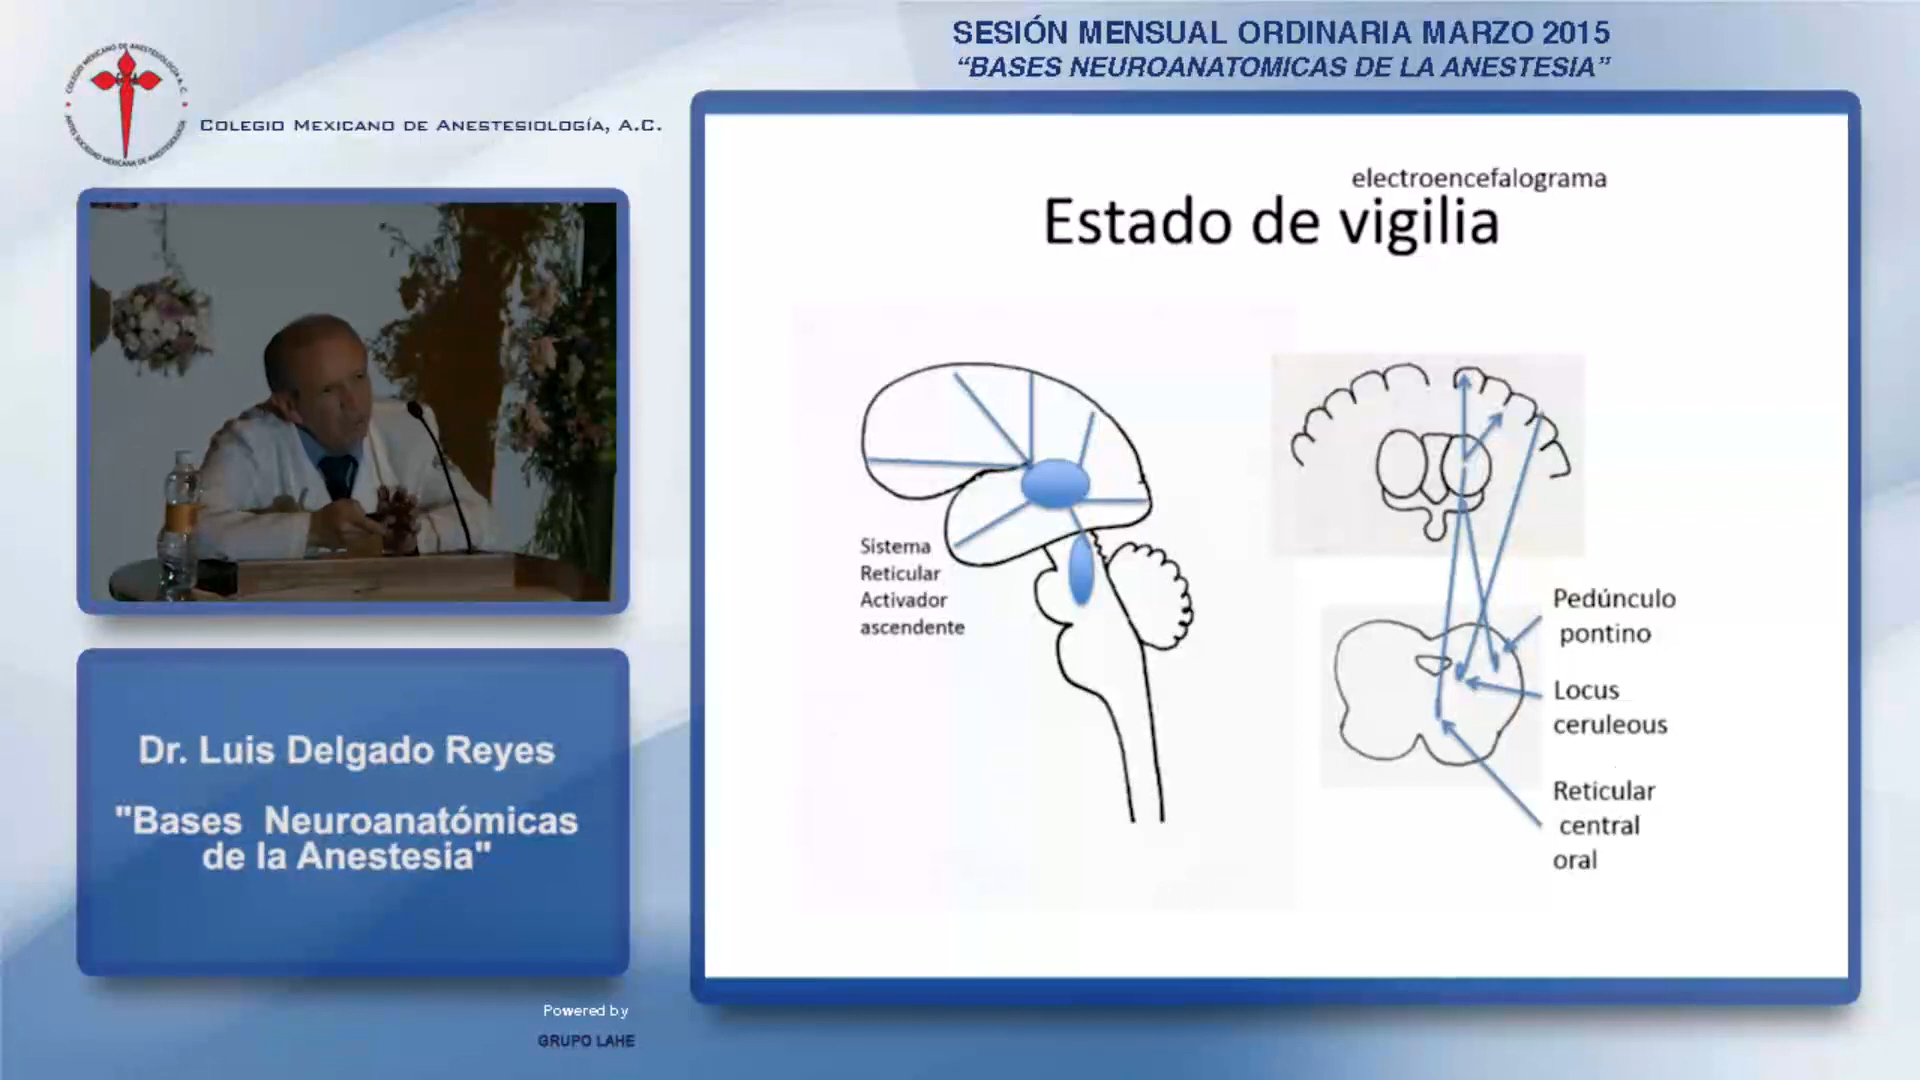 SESIÓN MENSUAL ORDINARIA MARZO 2015
“BASES NEUROANATOMICAS DE LA ANESTESIA”
COLEGIO MEXICANO DE ANESTESIOLOGÍA, A.C.
electroencefalograma
Estado de vigilia
Sistema
Reticular
Activador
ascendente
Pedúnculo
pontino
Locus
ceruleous
Reticular
central
oral
Dr. Luis Delgado Reyes
"Bases Neuroanatómicas
de la Anestesia"
Powered by
GRUPO LAHE